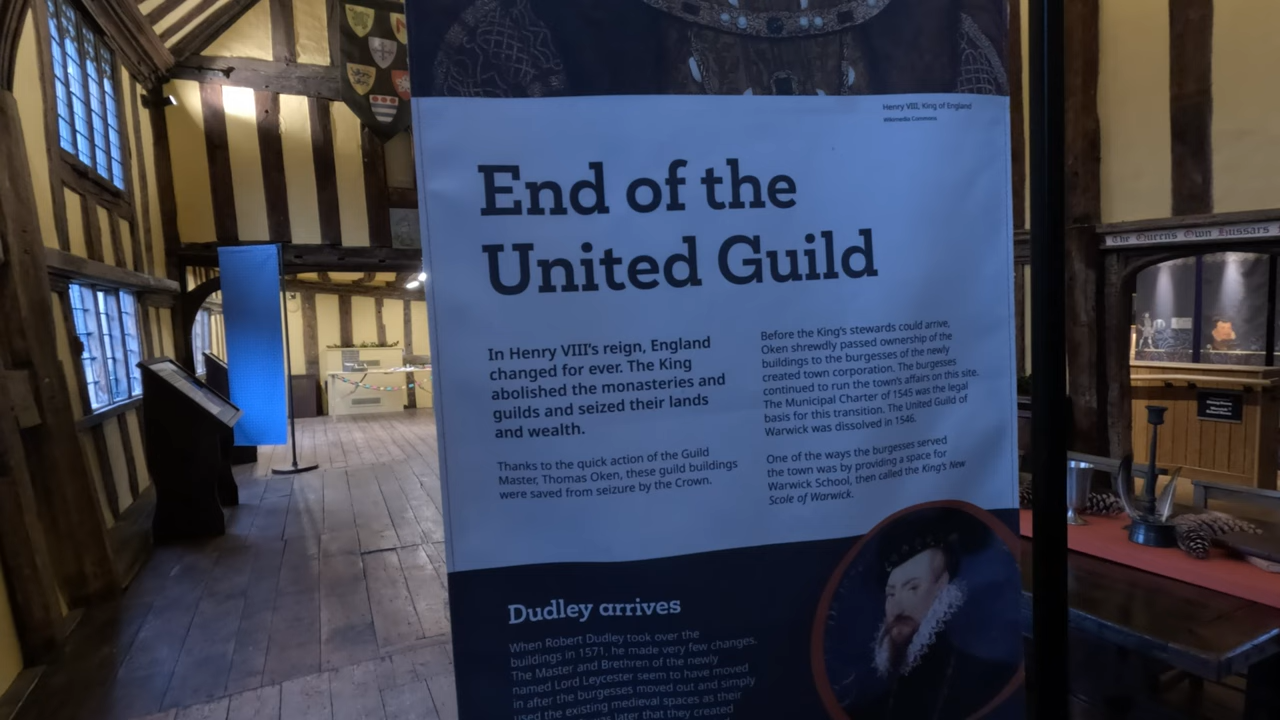 Henry VIII, King of England
Wikimedia Commons
End of the
United Guild
In Henry VIII's reign, England
changed for ever. The King
abolished the monasteries and
guilds and seized their lands
and wealth.
Thanks to the quick action of the Guild
Master, Thomas Oken, these guild buildings
were saved from seizure by the Crown.
Before the King's stewards could arrive,
Oken shrewdly passed ownership of the
buildings to the burgesses of the newly
created town corporation. The burgesses
continued to run the town's affairs on this site.
The Municipal Charter of 1545 was the legal
basis for this transition. The United Guild of
Warwick was dissolved in 1546.
One of the ways the burgesses served
the town was by providing a space for
Warwick School, then called the King's New
Scole of Warwick.
Dudley arrives
When Robert Dudley took over the
buildings in 1571, he made very few changes.
The Master and Brethren of the newly
named Lord Leycester seem to have moved
in after the burgesses moved out and simply
used the existing medieval spaces as their
was later that they created
The Queens Own Hussars